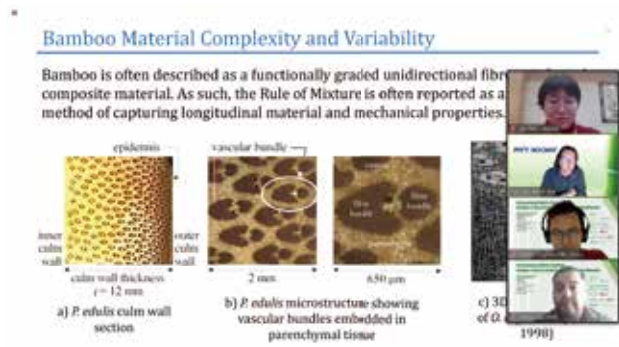 Bamboo Material Complexity and Variability
Bamboo is often described as a functionally graded unidirectional fibre
composite material. As such, the Rule of Mixture is often reported as a
method of capturing longitudinal material and mechanical properties.
epidermis
vascular bundle
fibre bundle
fibre bundle
inner culm wall
outer culm wall
culm wall thickness
t = 12 mm
2 mm
650 μm
a) P. edulis culm wall
section
b) P. edulis microstructure showing
vascular bundles embedded in
parenchymal tissue
c) 3D
of
1998)